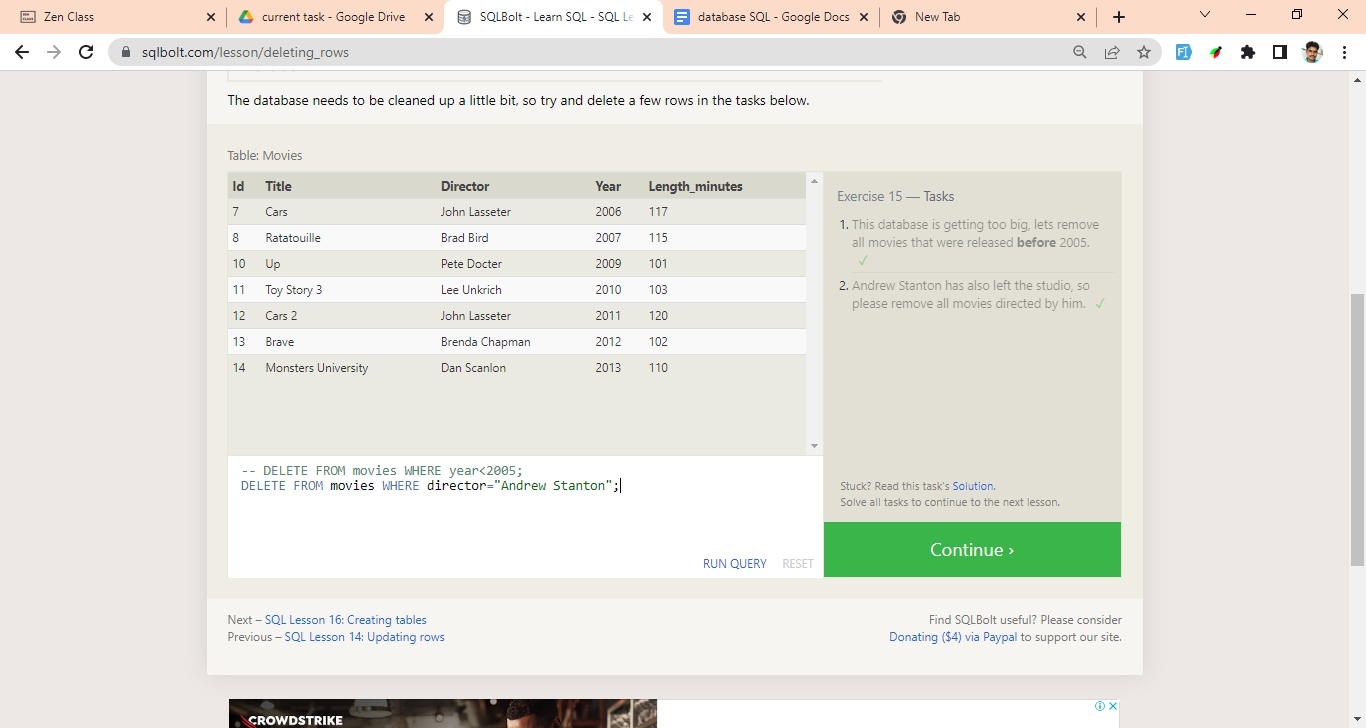 Zen Class
current task - Google Drive
SQLBolt - Learn SQL - SQL Le
database SQL - Google Docs
New Tab
sqlbolt.com/lesson/deleting_rows
The database needs to be cleaned up a little bit, so try and delete a few rows in the tasks below.
Table: Movies
Id Title Director Year Length_minutes
7 Cars John Lasseter 2006 117
8 Ratatouille Brad Bird 2007 115
10 Up Pete Docter 2009 101
11 Toy Story 3 Lee Unkrich 2010 103
12 Cars 2 John Lasseter 2011 120
13 Brave Brenda Chapman 2012 102
14 Monsters University Dan Scanlon 2013 110
-- DELETE FROM movies WHERE year<2005;
DELETE FROM movies WHERE director="Andrew Stanton";
RUN QUERY RESET
Exercise 15 — Tasks
1. This database is getting too big, lets remove
all movies that were released before 2005.
✓
2. Andrew Stanton has also left the studio, so
please remove all movies directed by him. ✓
Stuck? Read this task's Solution.
Solve all tasks to continue to the next lesson.
Continue ›
Next – SQL Lesson 16: Creating tables
Previous – SQL Lesson 14: Updating rows
Find SQLBolt useful? Please consider
Donating ($4) via Paypal to support our site.
CROWDSTRIKE